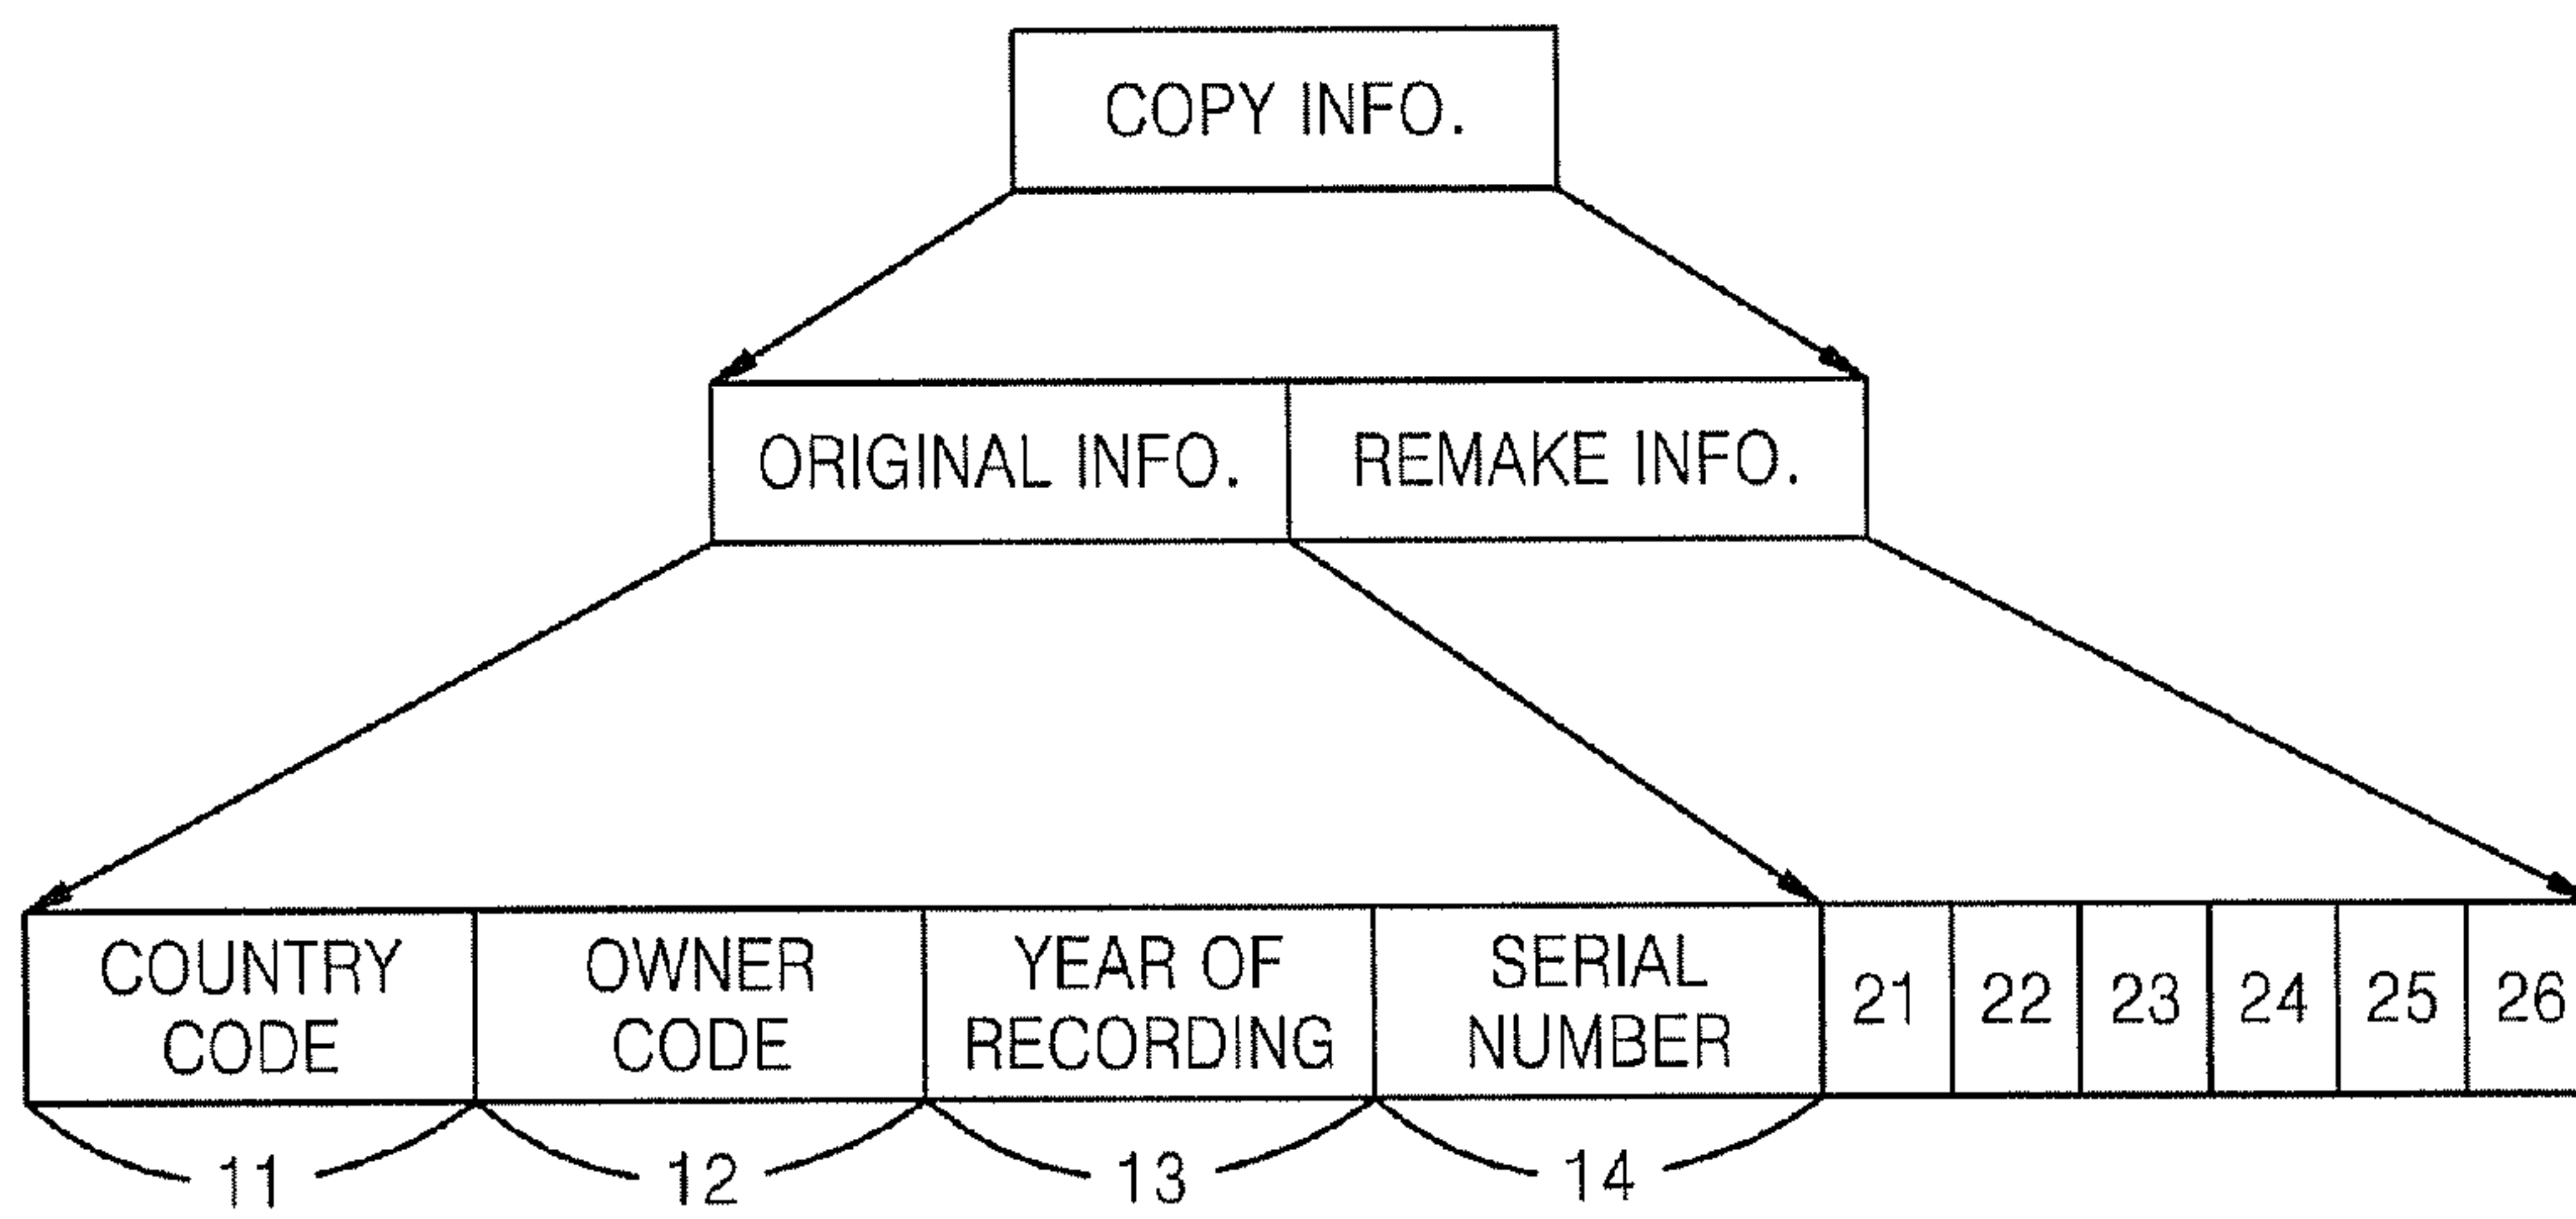 COPY INFO.
ORIGINAL INFO. REMAKE INFO.
COUNTRY CODE
OWNER CODE
YEAR OF RECORDING
SERIAL NUMBER
21 22 23 24 25 26
11 12 13 14